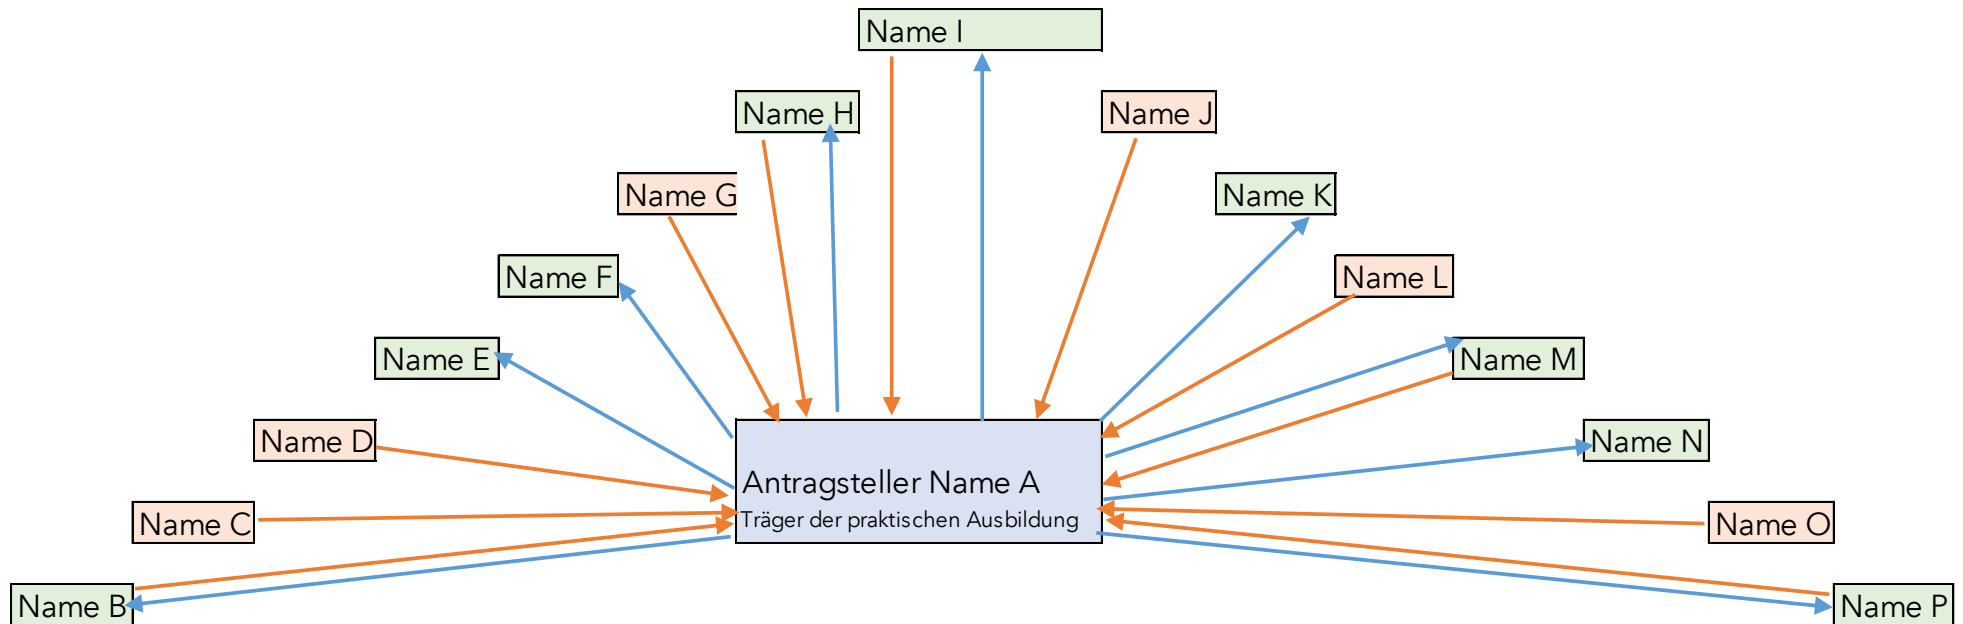 Name I
Name H
Name J
Name G
Name K
Name F
Name L
Name E
Name M
Name D
Name N
Antragsteller Name A
Träger der praktischen Ausbildung
Name C
Name O
Name B
Name P